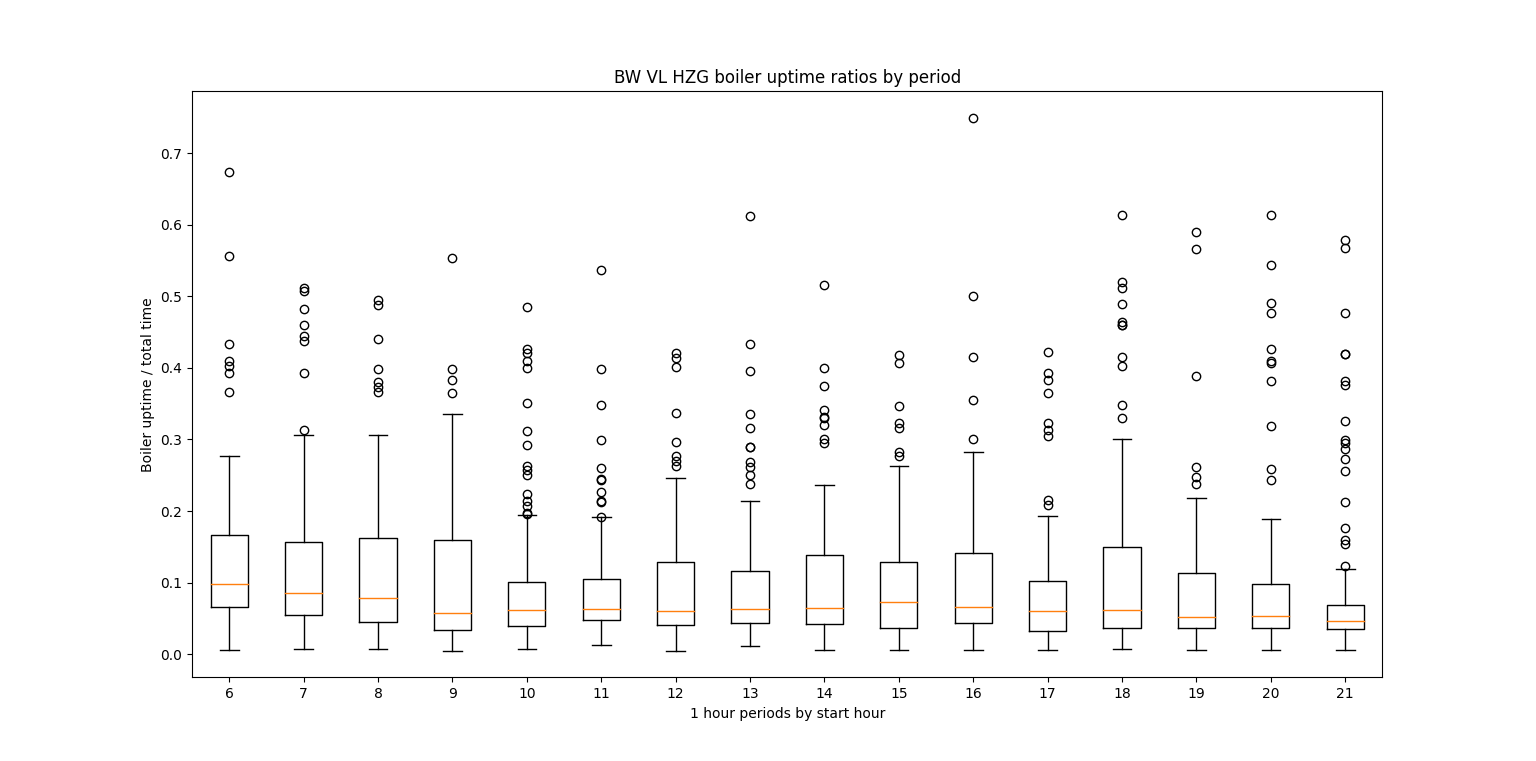 BW VL HZG boiler uptime ratios by period
Boiler uptime / total time
0.7
0.6
0.5
0.4
0.3
0.2
0.1
0.0
6 7 8 9 10 11 12 13 14 15 16 17 18 19 20 21
1 hour periods by start hour